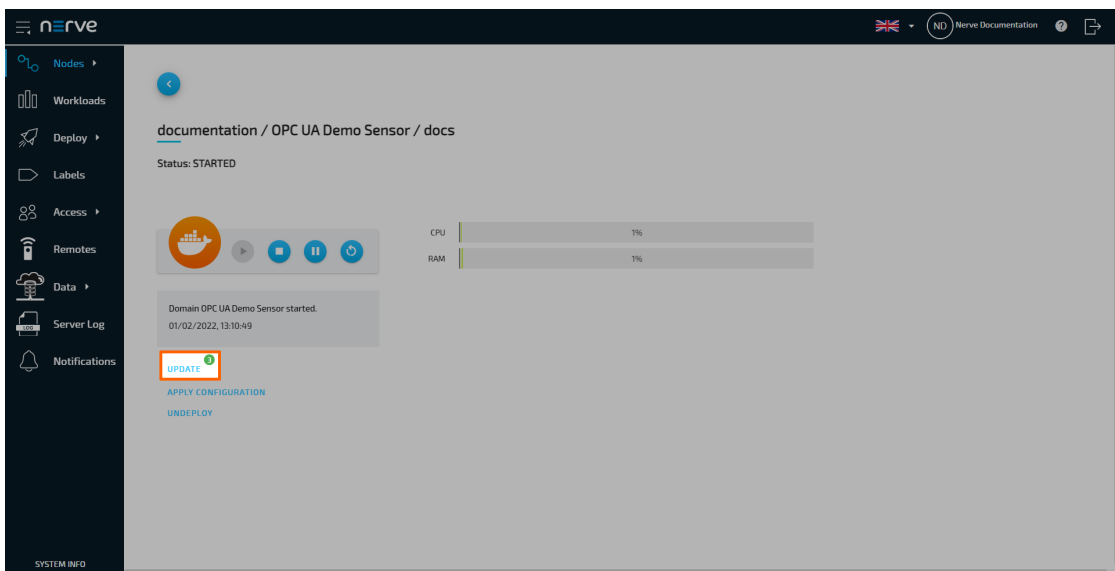 nerve
ND Nerve Documentation ?
Nodes
Workloads
Deploy
Labels
Access
Remotes
Data
LOG Server Log
Notifications
SYSTEM INFO
documentation / OPC UA Demo Sensor / docs
Status: STARTED
CPU 1%
RAM 1%
Domain OPC UA Demo Sensor started.
01/02/2022, 13:10:49
UPDATE 3
APPLY CONFIGURATION
UNDEPLOY